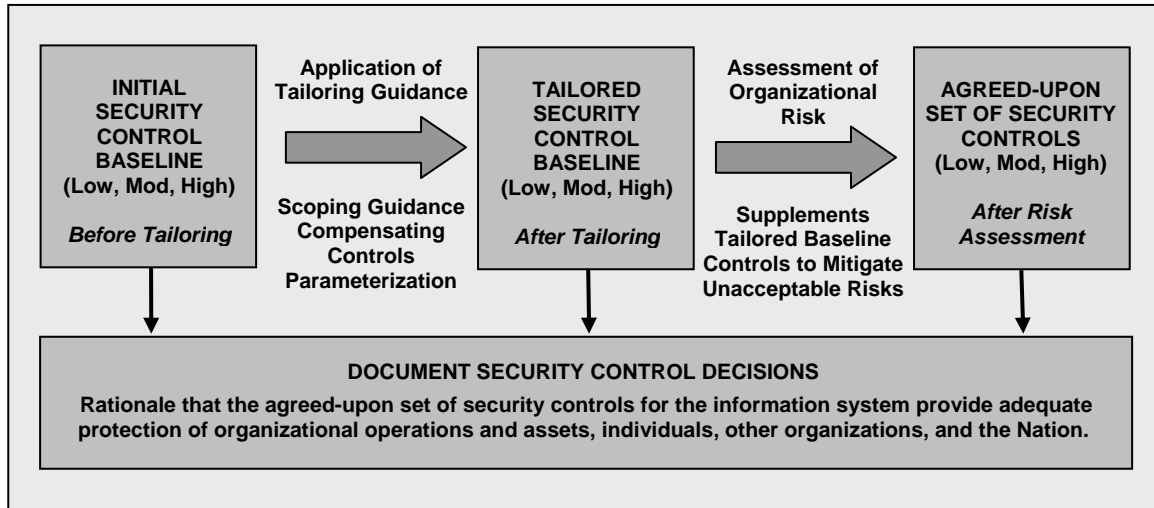 INITIAL
SECURITY
CONTROL
BASELINE
(Low, Mod, High)
Before Tailoring
Application of
Tailoring Guidance
Scoping Guidance
Compensating
Controls
Parameterization
TAILORED
SECURITY
CONTROL
BASELINE
(Low, Mod, High)
After Tailoring
Assessment of
Organizational
Risk
Supplements
Tailored Baseline
Controls to Mitigate
Unacceptable Risks
AGREED-UPON
SET OF SECURITY
CONTROLS
(Low, Mod, High)
After Risk
Assessment
DOCUMENT SECURITY CONTROL DECISIONS
Rationale that the agreed-upon set of security controls for the information system provide adequate
protection of organizational operations and assets, individuals, other organizations, and the Nation.